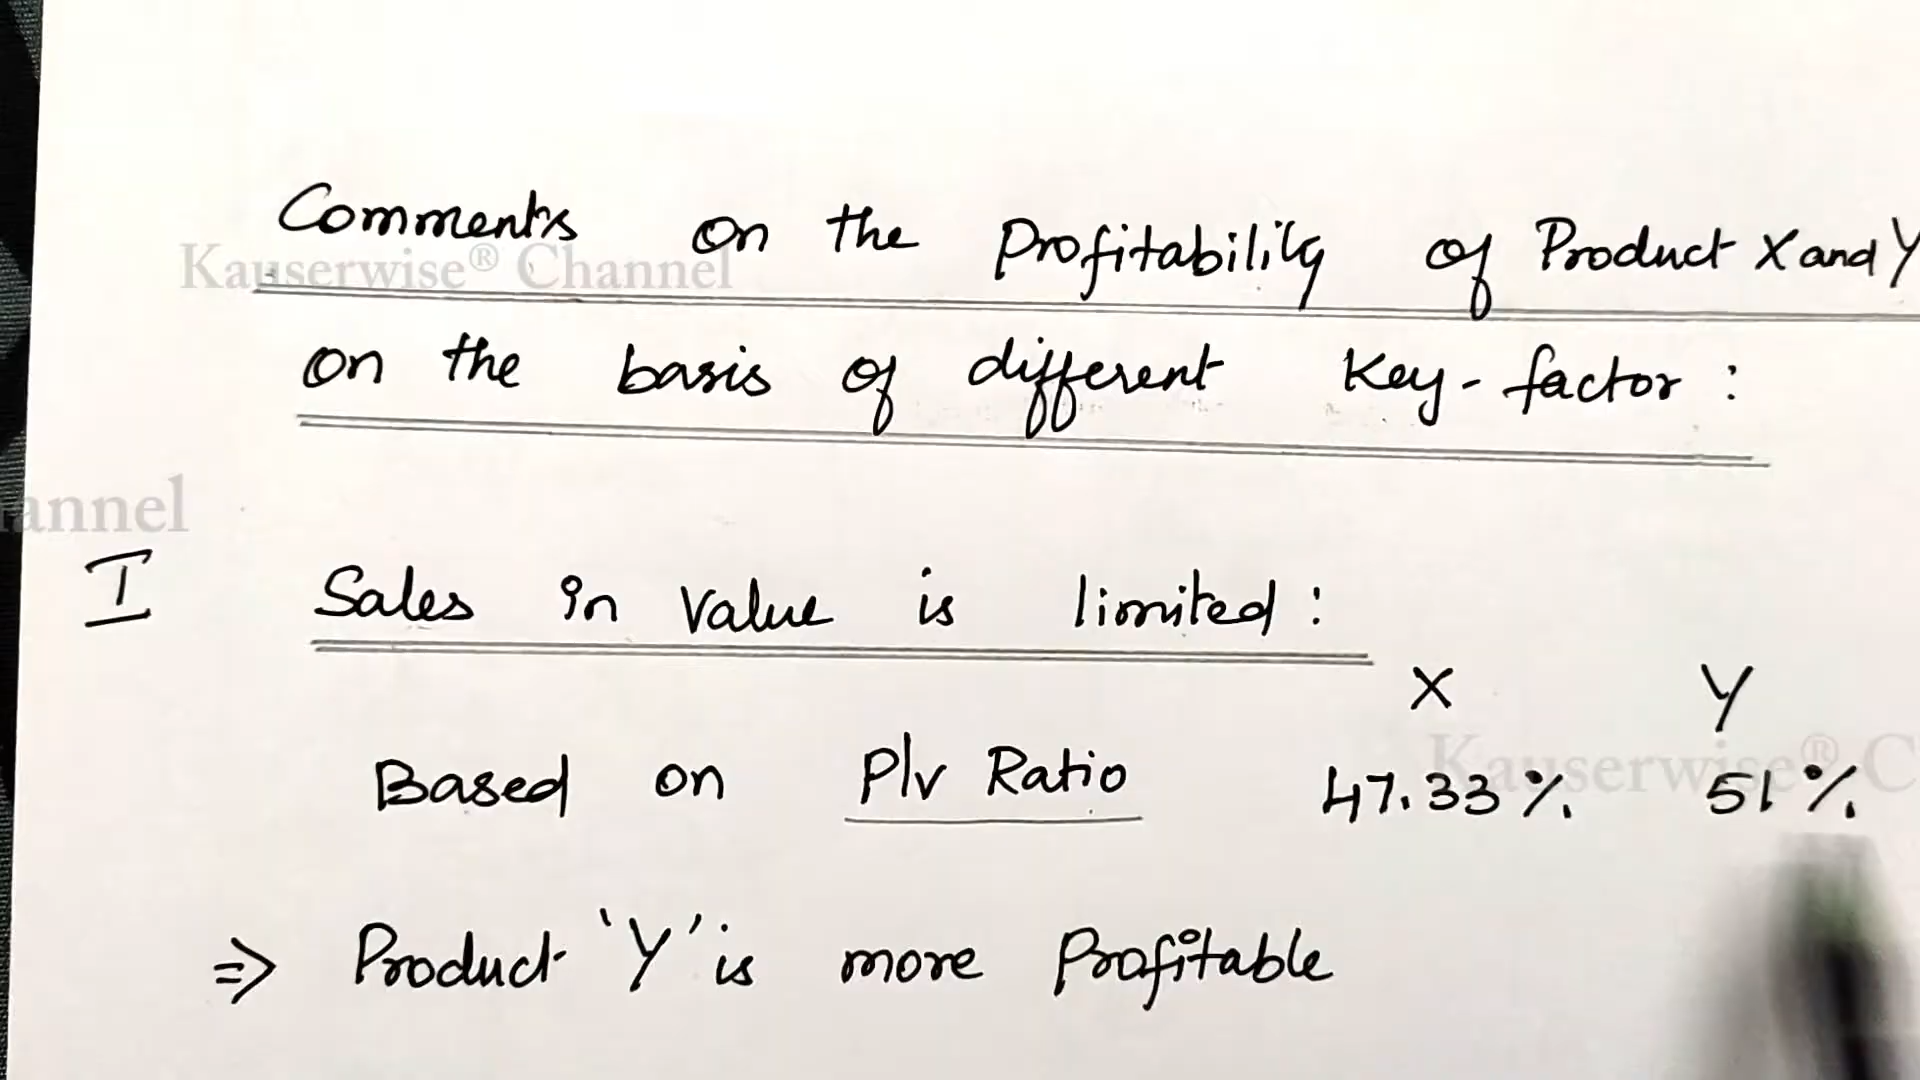 Comments on the Profitability of Product X and Y
Kauserwise® Channel
on the basis of different Key-factor:
annel
I Sales in Value is limited:
X Y
Kauserwise® C
Based on P/v Ratio 47.33% 51%
⇒ Product 'Y' is more Profitable